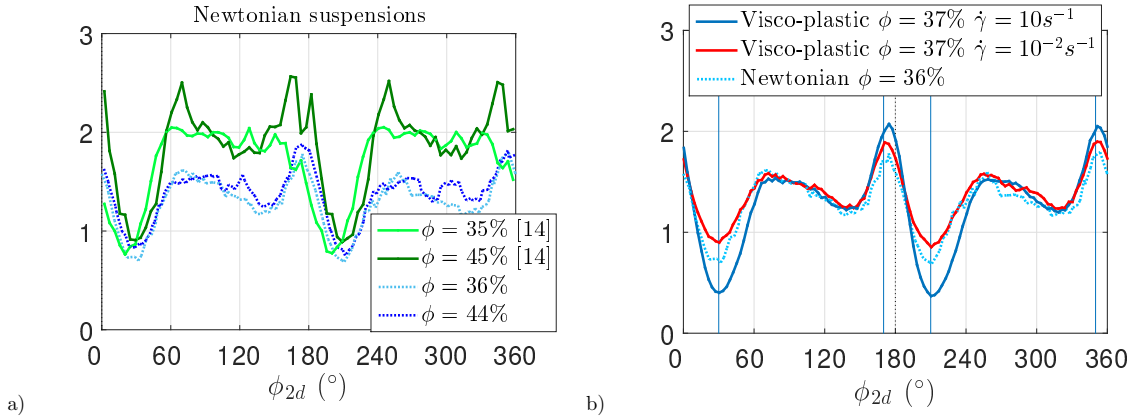 Newtonian suspensions
3
2
1
0
0 60 120 180 240 300 360
ϕ2d (°)
ϕ = 35% [14]
ϕ = 45% [14]
ϕ = 36%
ϕ = 44%
a)
Visco-plastic ϕ = 37% γ̇ = 10s⁻¹
Visco-plastic ϕ = 37% γ̇ = 10⁻²s⁻¹
Newtonian ϕ = 36%
3
2
1
0
0 60 120 180 240 300 360
ϕ2d (°)
b)